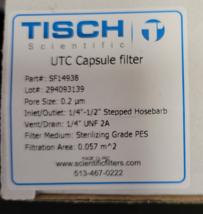 TISCH
Scientific
UTC Capsule filter
Part#: SF14938
Lot#: 294093139
Pore Size: 0.2 µm
Inlet/Outlet: 1/4"-1/2" Stepped Hosebarb
Vent/Drain: 1/4" UNF 2A
Filter Medium: Sterilizing Grade PES
Filtration Area: 0.057 m^2
www.scientificfilters.com
513-467-0222